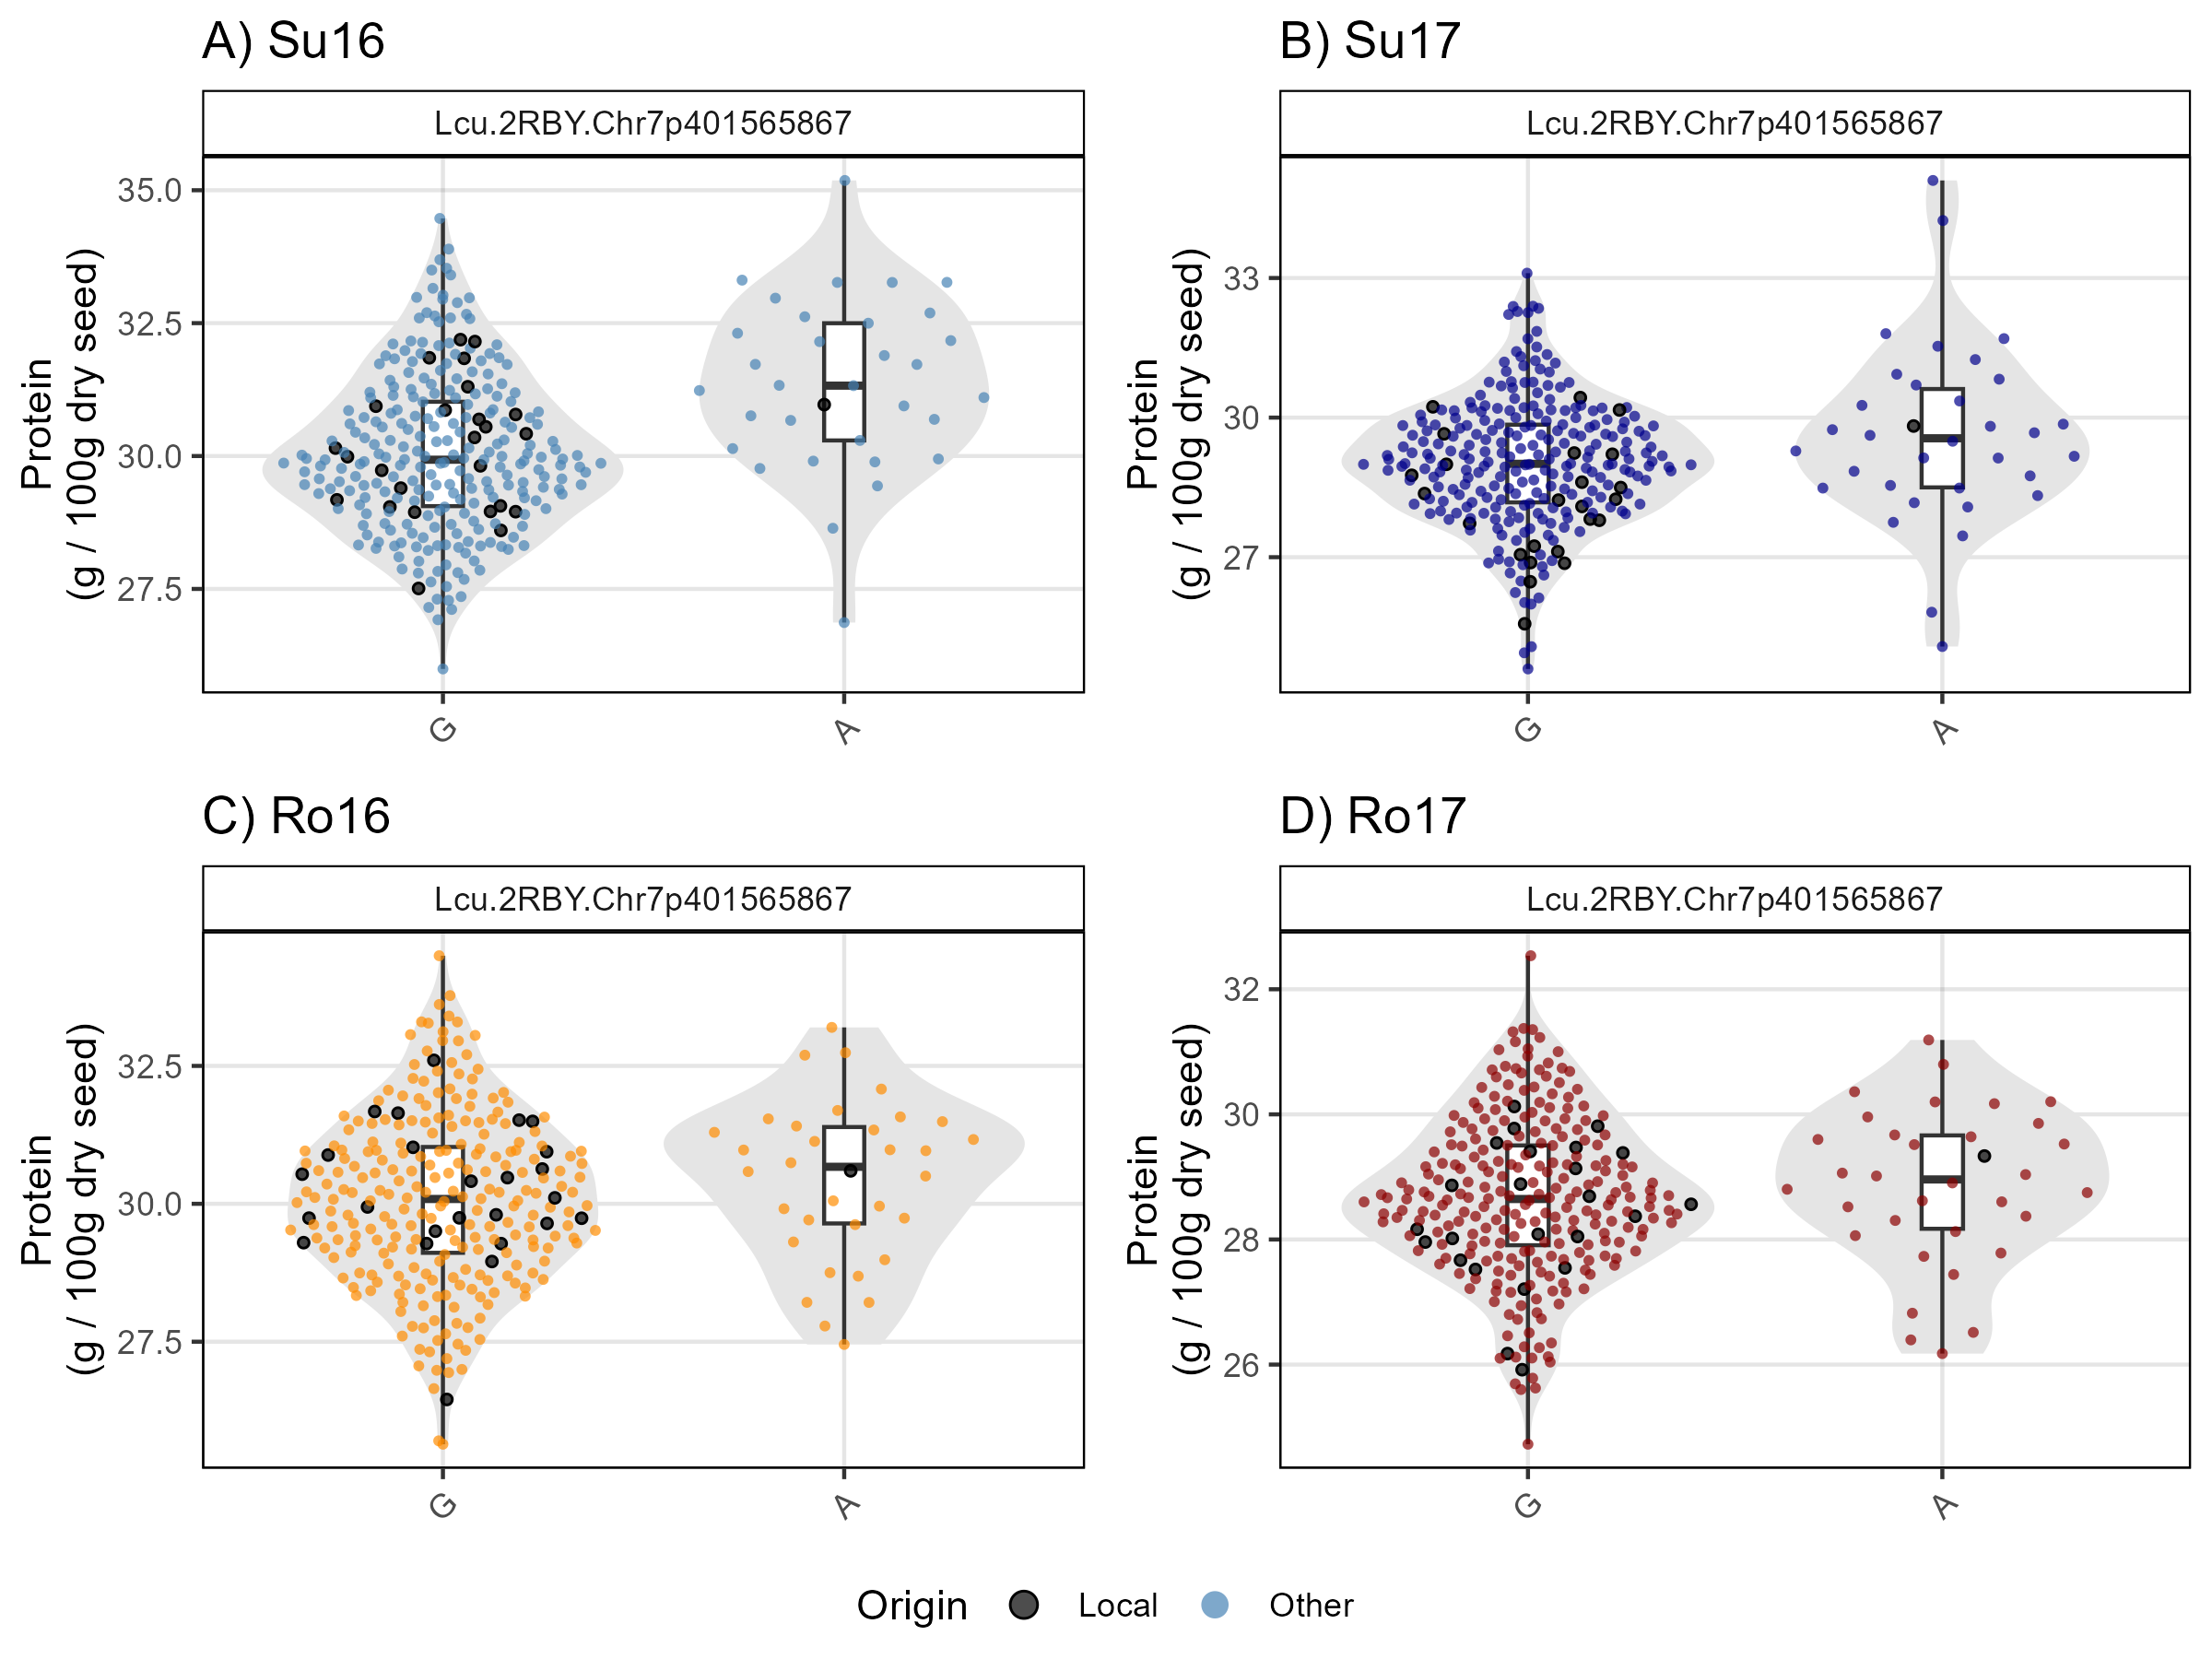 A) Su16
Lcu.2RBY.Chr7p401565867
Protein
(g / 100g dry seed)
35.0
32.5
30.0
27.5
G
A
B) Su17
Lcu.2RBY.Chr7p401565867
Protein
(g / 100g dry seed)
33
30
27
G
A
C) Ro16
Lcu.2RBY.Chr7p401565867
Protein
(g / 100g dry seed)
32.5
30.0
27.5
G
A
D) Ro17
Lcu.2RBY.Chr7p401565867
Protein
(g / 100g dry seed)
32
30
28
26
G
A
Origin Local Other